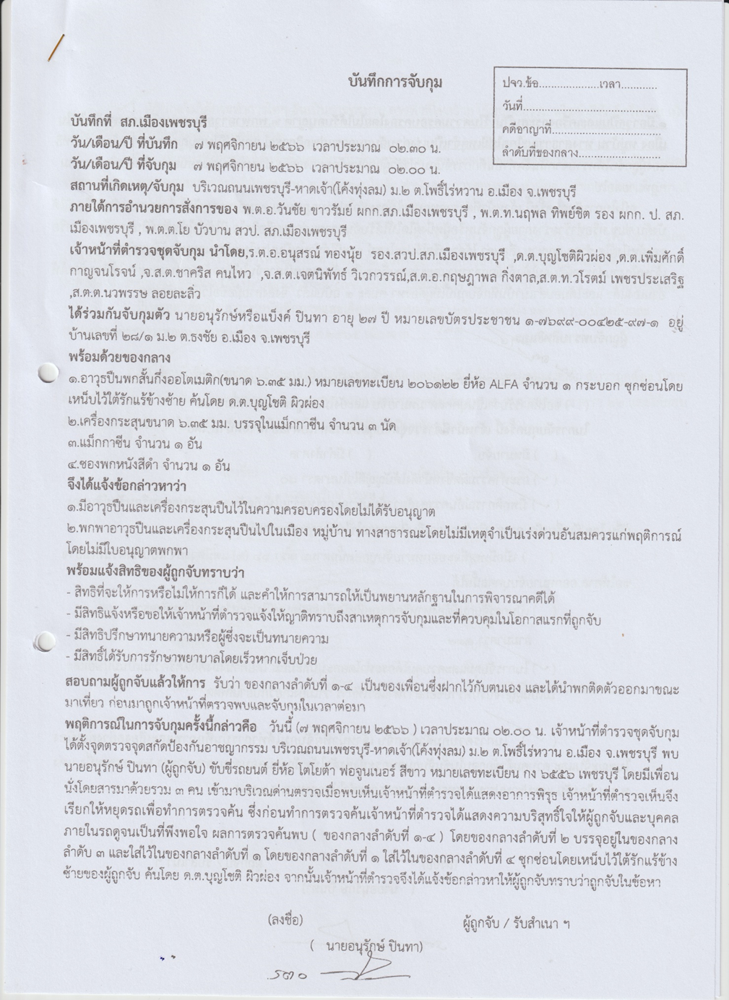 บันทึกการจับกุม
ปจว.ข้อ....................เวลา............
วันที่.............................................
คดีอาญาที่...................................
ลำดับที่ของกลาง...........................
บันทึกที่ สภ.เมืองเพชรบุรี
วัน/เดือน/ปี ที่บันทึก ๗ พฤศจิกายน ๒๕๖๖ เวลาประมาณ ๐๒.๓๐ น.
วัน/เดือน/ปี ที่จับกุม ๗ พฤศจิกายน ๒๕๖๖ เวลาประมาณ ๐๒.๐๐ น.
สถานที่เกิดเหตุ/จับกุม บริเวณถนนเพชรบุรี-หาดเจ้า(โค้งทุ่งลม) ม.๒ ต.โพธิ์ไร่หวาน อ.เมือง จ.เพชรบุรี
ภายใต้การอำนวยการสั่งการของ พ.ต.อ.วันชัย ขาวรัมย์ ผกก.สภ.เมืองเพชรบุรี , พ.ต.ท.นฤพล ทิพย์ชิต รอง ผกก. ป. สภ.
เมืองเพชรบุรี , พ.ต.ต.โย บัวบาน สวป. สภ.เมืองเพชรบุรี
เจ้าหน้าที่ตำรวจชุดจับกุม นำโดย,ร.ต.อ.อนุสรณ์ ทองนุ้ย รอง.สวป.สภ.เมืองเพชรบุรี ,ด.ต.บุญโชติผิวผ่อง ,ด.ต.เพิ่มศักดิ์
กาญจนโรจน์ ,จ.ส.ต.ชาคริส คนไหว ,จ.ส.ต.เจตนิพัทธ์ วิเวกวรรณ์,ส.ต.อ.กฤษฎาพล กิ่งตาล,ส.ต.ท.วโรตม์ เพชรประเสริฐ
,ส.ต.ต.นวพรรษ ลอยละลิ่ว
ได้ร่วมกันจับกุมตัว นายอนุรักษ์หรือแบ็งค์ ปินทา อายุ ๒๗ ปี หมายเลขบัตรประชาชน ๑-๗๖๙๙-๐๐๔๒๕-๙๗-๑ อยู่
บ้านเลขที่ ๒๘/๑ ม.๒ ต.ธงชัย อ.เมือง จ.เพชรบุรี
พร้อมด้วยของกลาง
๑.อาวุธปืนพกสั้นกึ่งออโตเมติก(ขนาด ๖.๓๕ มม.) หมายเลขทะเบียน ๒๐๖๑๒๒ ยี่ห้อ ALFA จำนวน ๑ กระบอก ซุกซ่อนโดย
เหน็บไว้ใต้รักแร้ข้างซ้าย ค้นโดย ด.ต.บุญโชติ ผิวผ่อง
๒.เครื่องกระสุนขนาด ๖.๓๕ มม. บรรจุในแม็กกาซีน จำนวน ๓ นัด
๓.แม็กกาซีน จำนวน ๑ อัน
๔.ซองพกหนังสีดำ จำนวน ๑ อัน
จึงได้แจ้งข้อกล่าวหาว่า
๑.มีอาวุธปืนและเครื่องกระสุนปืนไว้ในความครอบครองโดยไม่ได้รับอนุญาต
๒.พกพาอาวุธปืนและเครื่องกระสุนปืนไปในเมือง หมู่บ้าน ทางสาธารณะโดยไม่มีเหตุจำเป็นเร่งด่วนอันสมควรแก่พฤติการณ์
โดยไม่มีใบอนุญาตพกพา
พร้อมแจ้งสิทธิของผู้ถูกจับทราบว่า
- สิทธิที่จะให้การหรือไม่ให้การก็ได้ และคำให้การสามารถให้เป็นพยานหลักฐานในการพิจารณาคดีได้
- มีสิทธิแจ้งหรือขอให้เจ้าหน้าที่ตำรวจแจ้งให้ญาติทราบถึงสาเหตุการจับกุมและที่ควบคุมในโอกาสแรกที่ถูกจับ
- มีสิทธิปรึกษาทนายความหรือผู้ซึ่งจะเป็นทนายความ
- มีสิทธิ์ได้รับการรักษาพยาบาลโดยเร็วหากเจ็บป่วย
สอบถามผู้ถูกจับแล้วให้การ รับว่า ของกลางลำดับที่ ๑-๔ เป็นของเพื่อนซึ่งฝากไว้กับตนเอง และได้นำพกติดตัวออกมาขณะ
มาเที่ยว ก่อนมาถูกเจ้าหน้าที่ตรวจพบและจับกุมในเวลาต่อมา
พฤติการณ์ในการจับกุมครั้งนี้กล่าวคือ วันนี้ (๗ พฤศจิกายน ๒๕๖๖ ) เวลาประมาณ ๐๒.๐๐ น. เจ้าหน้าที่ตำรวจชุดจับกุม
ได้ตั้งจุดตรวจจุดสกัดป้องกันอาชญากรรม บริเวณถนนเพชรบุรี-หาดเจ้า(โค้งทุ่งลม) ม.๒ ต.โพธิ์ไร่หวาน อ.เมือง จ.เพชรบุรี พบ
นายอนุรักษ์ ปินทา (ผู้ถูกจับ) ขับขี่รถยนต์ ยี่ห้อ โตโยต้า ฟอจูนเนอร์ สีขาว หมายเลขทะเบียน กง ๖๕๕๖ เพชรบุรี โดยมีเพื่อน
นั่งโดยสารมาด้วยรวม ๓ คน เข้ามาบริเวณด่านตรวจเมื่อพบเห็นเจ้าหน้าที่ตำรวจได้แสดงอาการพิรุธ เจ้าหน้าที่ตำรวจเห็นจึง
เรียกให้หยุดรถเพื่อทำการตรวจค้น ซึ่งก่อนทำการตรวจค้นเจ้าหน้าที่ตำรวจได้แสดงความบริสุทธิ์ใจให้ผู้ถูกจับและบุคคล
ภายในรถดูจนเป็นที่พึงพอใจ ผลการตรวจค้นพบ ( ของกลางลำดับที่ ๑-๔ ) โดยของกลางลำดับที่ ๒ บรรจุอยู่ในของกลาง
ลำดับ ๓ และใส่ไว้ในของกลางลำดับที่ ๑ โดยของกลางลำดับที่ ๑ ใส่ไว้ในของกลางลำดับที่ ๔ ซุกซ่อนโดยเหน็บไว้ใต้รักแร้ข้าง
ซ้ายของผู้ถูกจับ ค้นโดย ด.ต.บุญโชติ ผิวผ่อง จากนั้นเจ้าหน้าที่ตำรวจจึงได้แจ้งข้อกล่าวหาให้ผู้ถูกจับทราบว่าถูกจับในข้อหา
(ลงชื่อ) ผู้ถูกจับ / รับสำเนา ฯ
( นายอนุรักษ์ ปินทา)